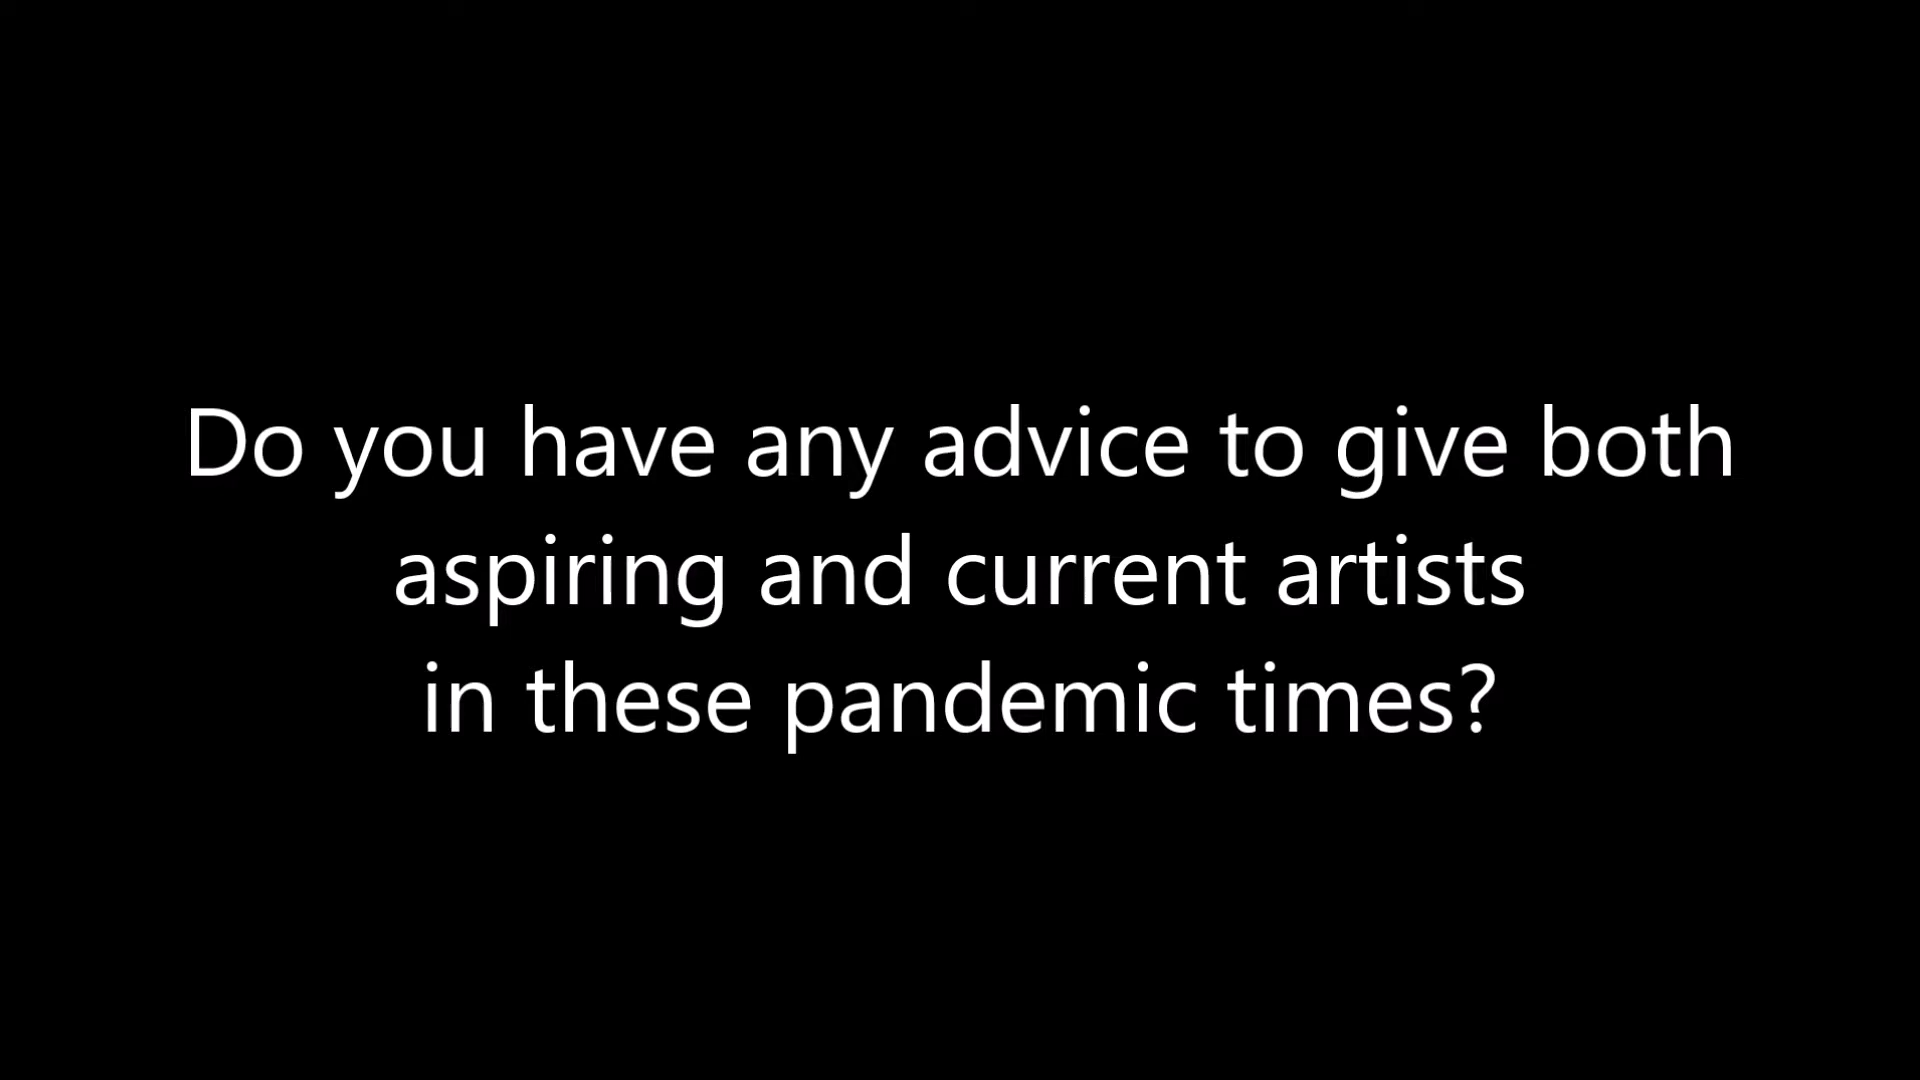 Do you have any advice to give both
aspiring and current artists
in these pandemic times?